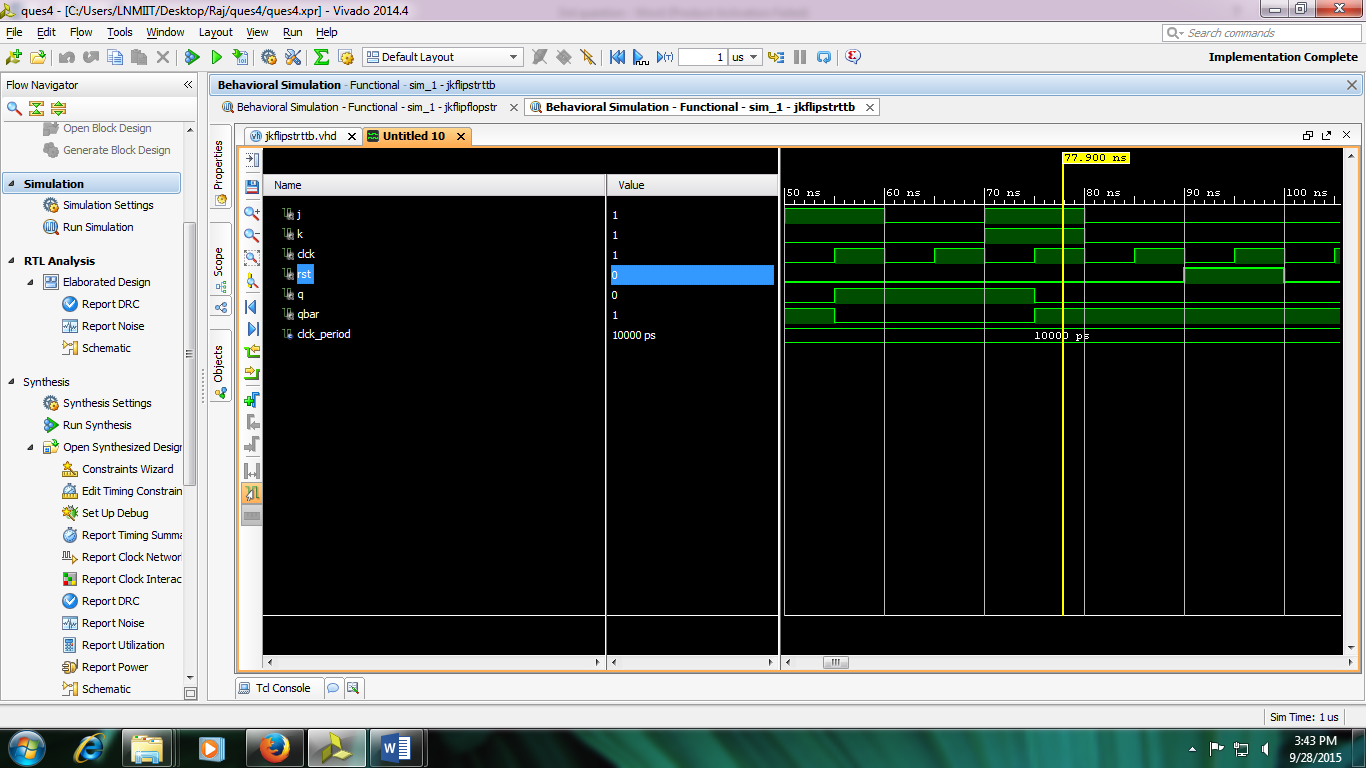 ques4 - [C:/Users/LNMIIT/Desktop/Raj/ques4/ques4.xpr] - Vivado 2014.4
File Edit Flow Tools Window Layout View Run Help
Search commands
Default Layout 1 us Implementation Complete
Flow Navigator
Open Block Design
Generate Block Design
Simulation
Simulation Settings
Run Simulation
RTL Analysis
Elaborated Design
Report DRC
Report Noise
Schematic
Synthesis
Synthesis Settings
Run Synthesis
Open Synthesized Design
Constraints Wizard
Edit Timing Constrain
Set Up Debug
Report Timing Summa
Report Clock Networ
Report Clock Interac
Report DRC
Report Noise
Report Utilization
Report Power
Schematic
Behavioral Simulation - Functional - sim_1 - jkflipstrttb
Behavioral Simulation - Functional - sim_1 - jkflipflopstr
Behavioral Simulation - Functional - sim_1 - jkflipstrttb
Properties
Scope
Objects
jkflipstrttb.vhd
Untitled 10
Name Value
j 1
k 1
clck 1
rst 0
q 0
qbar 1
clck_period 10000 ps
77.900 ns
50 ns 60 ns 70 ns 80 ns 90 ns 100 ns
10000 ps
Tcl Console
Sim Time: 1 us
3:43 PM
9/28/2015